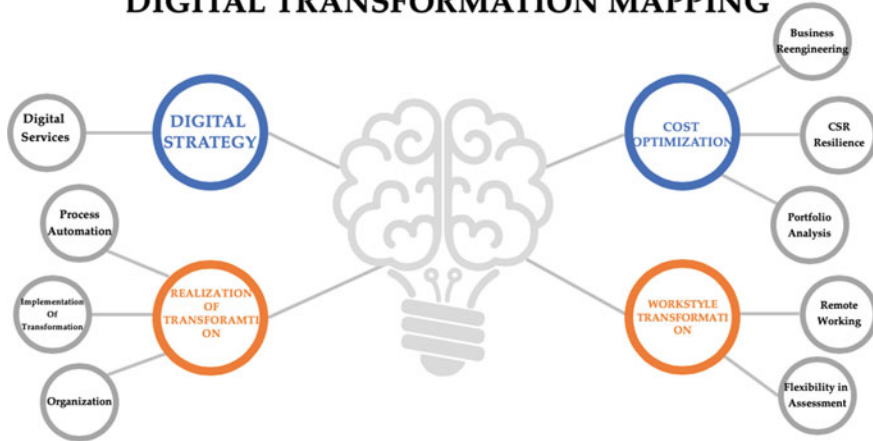 DIGITAL TRANSFORMATION MAPPING
Digital
Services
DIGITAL
STRATEGY
Process
Automation
Implementation
Of
Transformation
Organization
REALIZATION
OF
TRANSFORAMTI
ON
COST
OPTIMIZATION
Business
Reengineering
CSR
Resilience
Portfolio
Analysis
WORKSTYLE
TRANSFORMATI
ON
Remote
Working
Flexibility in
Assessment